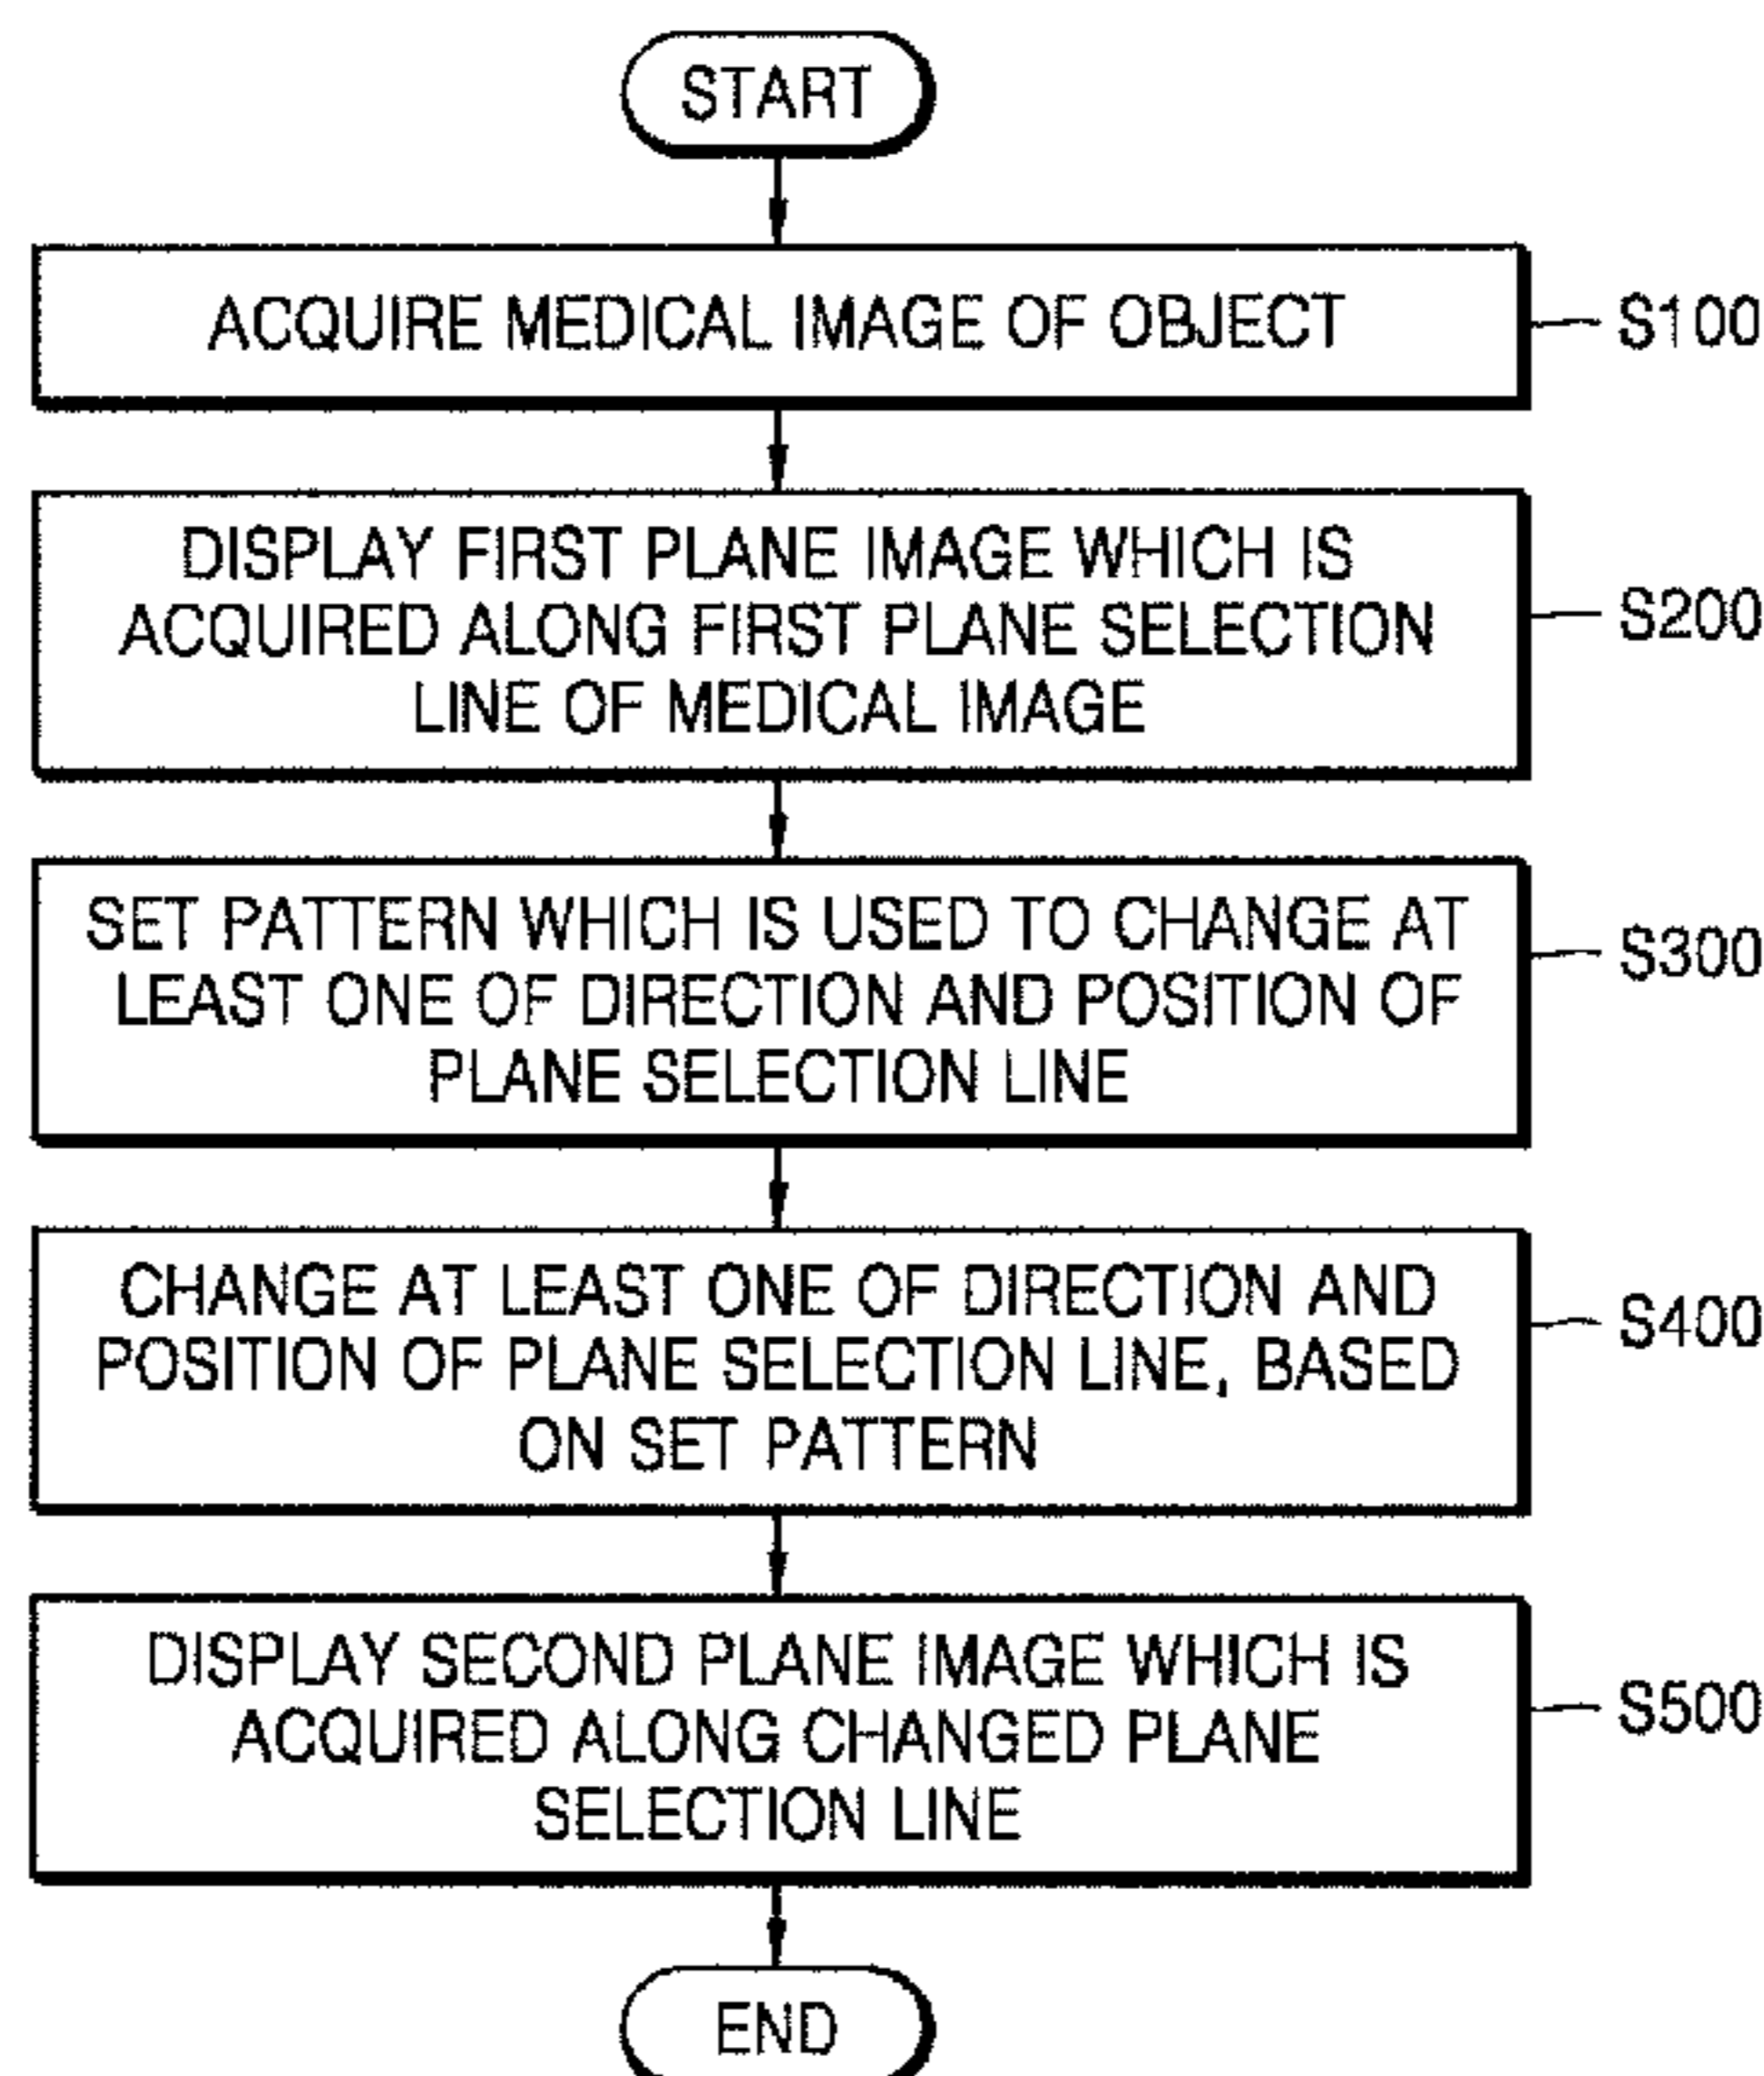 START
ACQUIRE MEDICAL IMAGE OF OBJECT
S100
DISPLAY FIRST PLANE IMAGE WHICH IS
ACQUIRED ALONG FIRST PLANE SELECTION
LINE OF MEDICAL IMAGE
S200
SET PATTERN WHICH IS USED TO CHANGE AT
LEAST ONE OF DIRECTION AND POSITION OF
PLANE SELECTION LINE
S300
CHANGE AT LEAST ONE OF DIRECTION AND
POSITION OF PLANE SELECTION LINE, BASED
ON SET PATTERN
S400
DISPLAY SECOND PLANE IMAGE WHICH IS
ACQUIRED ALONG CHANGED PLANE
SELECTION LINE
S500
END